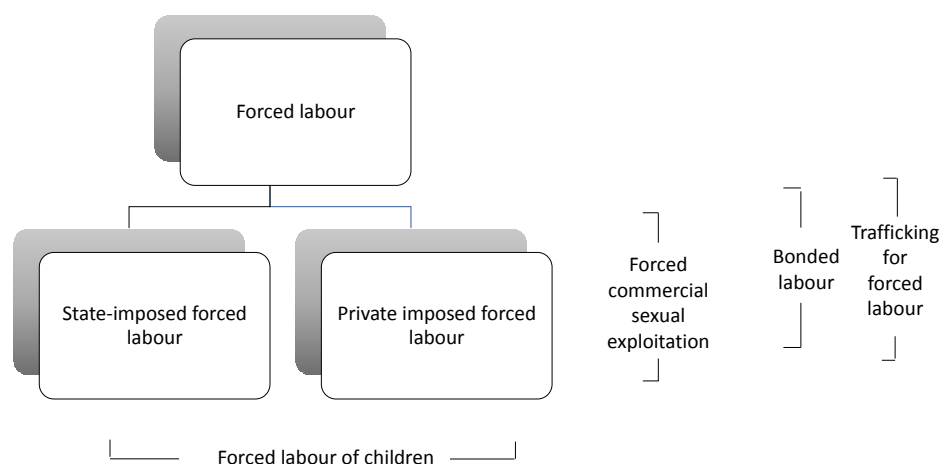 Forced labour
State-imposed forced
labour
Private imposed forced
labour
Forced
commercial
sexual
exploitation
Bonded
labour
Trafficking
for
forced
labour
Forced labour of children